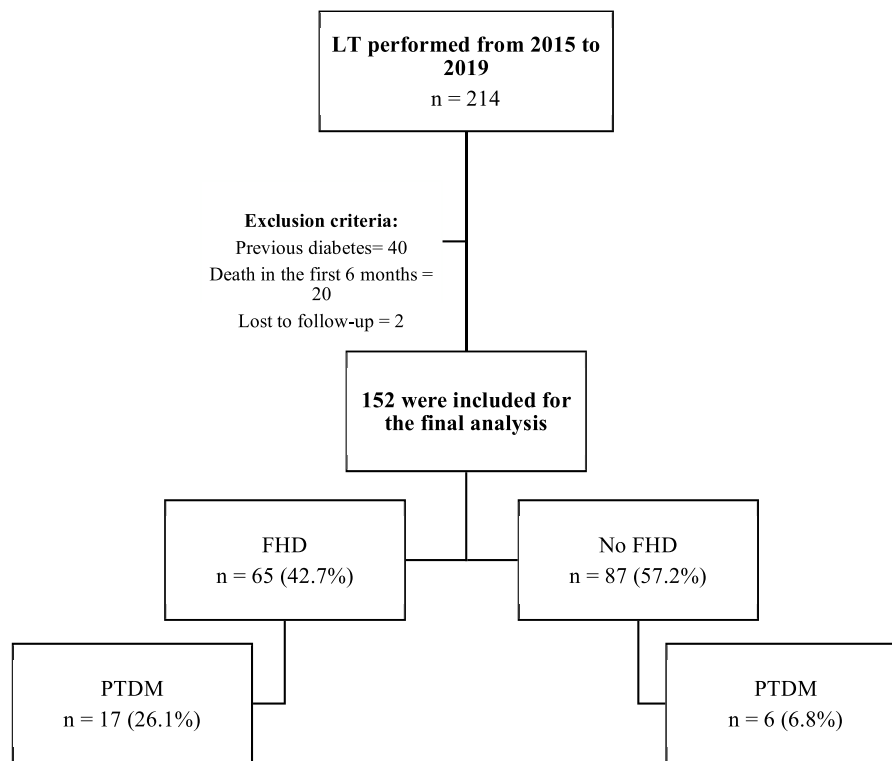 LT performed from 2015 to
2019
n = 214
Exclusion criteria:
Previous diabetes= 40
Death in the first 6 months =
20
Lost to follow-up = 2
152 were included for
the final analysis
FHD
n = 65 (42.7%)
No FHD
n = 87 (57.2%)
PTDM
n = 17 (26.1%)
PTDM
n = 6 (6.8%)